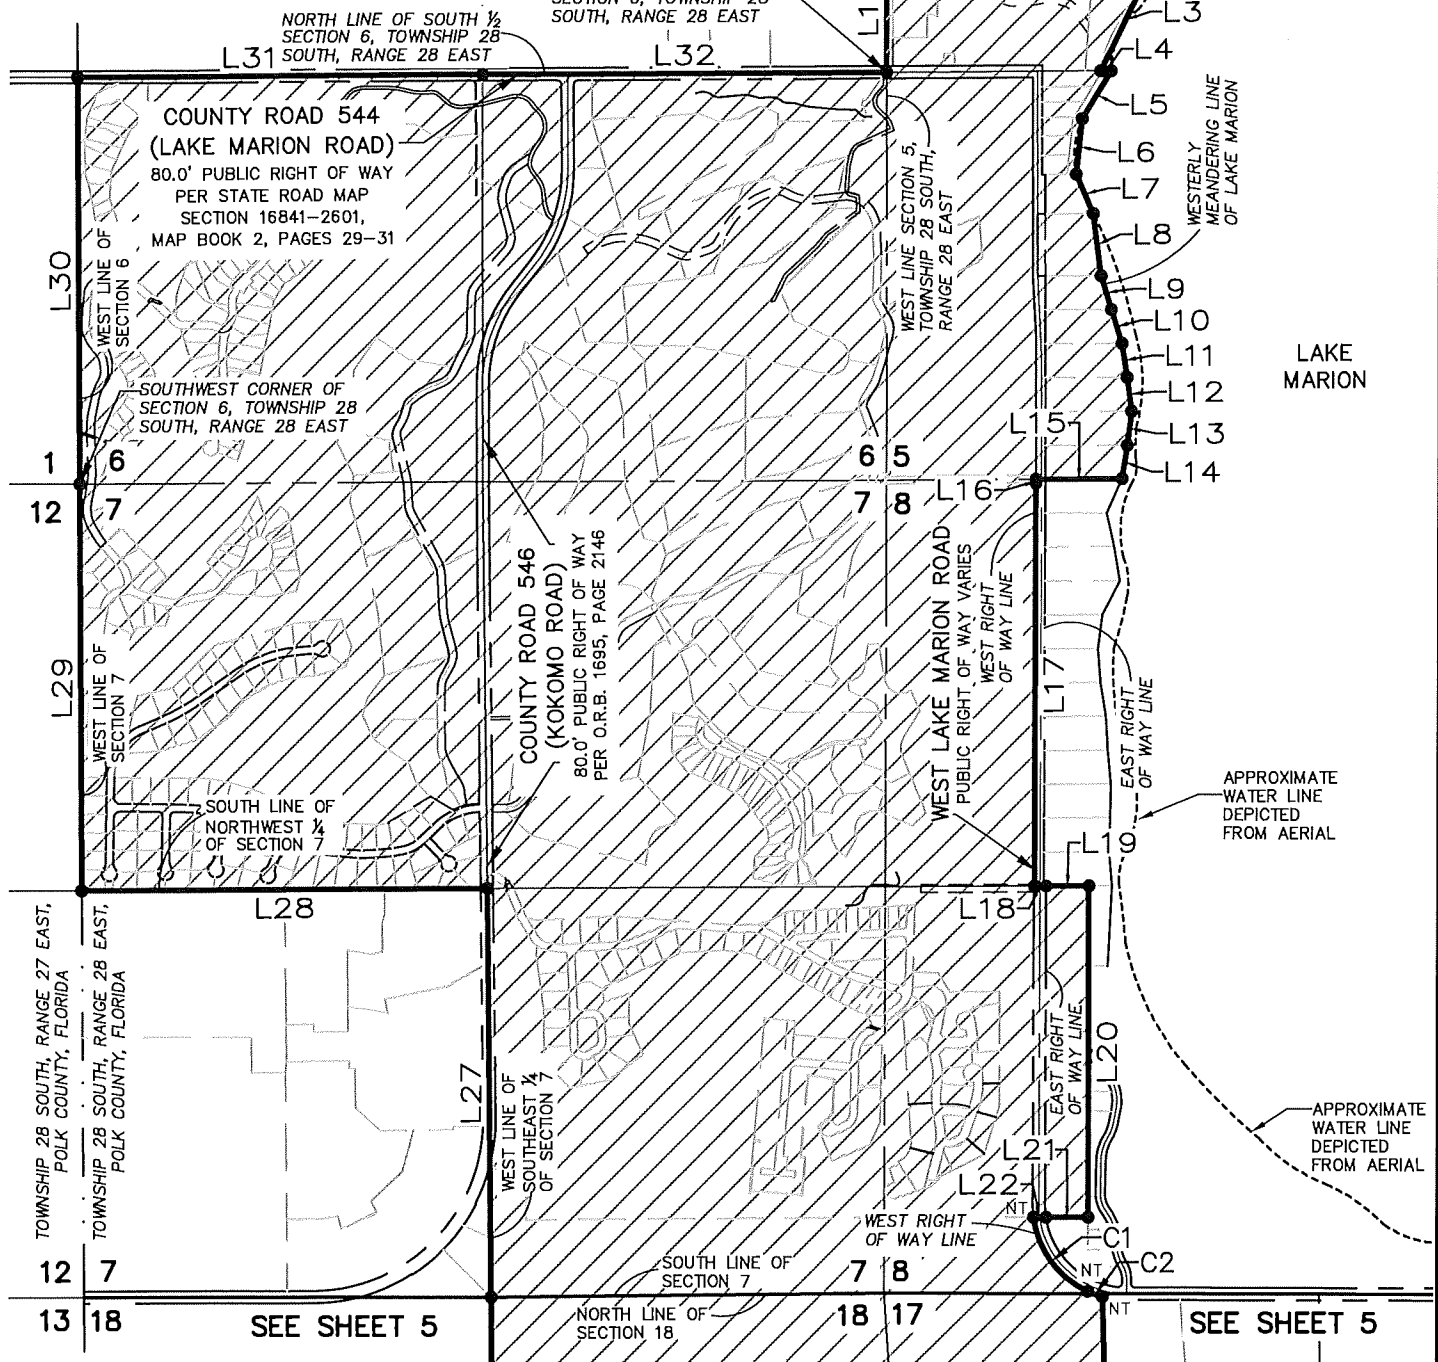 NORTH LINE OF SOUTH ½
SECTION 6, TOWNSHIP 28
SOUTH, RANGE 28 EAST
SOUTH, RANGE 28 EAST
L1
L3
L4
L31
L32
L5
L6
L7
L8
L9
L10
L11
L12
L13
L14
L15
L16
WESTERLY
MEANDERING LINE
OF LAKE MARION
COUNTY ROAD 544
(LAKE MARION ROAD)
80.0' PUBLIC RIGHT OF WAY
PER STATE ROAD MAP
SECTION 16841-2601,
MAP BOOK 2, PAGES 29-31
WEST LINE SECTION 5,
TOWNSHIP 28 SOUTH,
RANGE 28 EAST
L30
WEST LINE OF
SECTION 6
LAKE
MARION
SOUTHWEST CORNER OF
SECTION 6, TOWNSHIP 28
SOUTH, RANGE 28 EAST
1 6
12 7
6 5
7 8
COUNTY ROAD 546
(KOKOMO ROAD)
80.0' PUBLIC RIGHT OF WAY
PER O.R.B. 1695, PAGE 2146
WEST LAKE MARION ROAD
PUBLIC RIGHT OF WAY VARIES
WEST RIGHT
OF WAY LINE
L17
EAST RIGHT
OF WAY LINE
L29
WEST LINE OF
SECTION 7
APPROXIMATE
WATER LINE
DEPICTED
FROM AERIAL
SOUTH LINE OF
NORTHWEST ¼
OF SECTION 7
L19
L28
L18
TOWNSHIP 28 SOUTH, RANGE 27 EAST,
POLK COUNTY, FLORIDA
TOWNSHIP 28 SOUTH, RANGE 28 EAST,
POLK COUNTY, FLORIDA
L27
WEST LINE OF
SOUTHEAST ¼
OF SECTION 7
EAST RIGHT
OF WAY LINE
L20
APPROXIMATE
WATER LINE
DEPICTED
FROM AERIAL
L21
L22
NT
WEST RIGHT
OF WAY LINE
C1
NT
C2
SOUTH LINE OF
SECTION 7
12 7
13 18
7 8
18 17
NT
SEE SHEET 5
NORTH LINE OF
SECTION 18
SEE SHEET 5